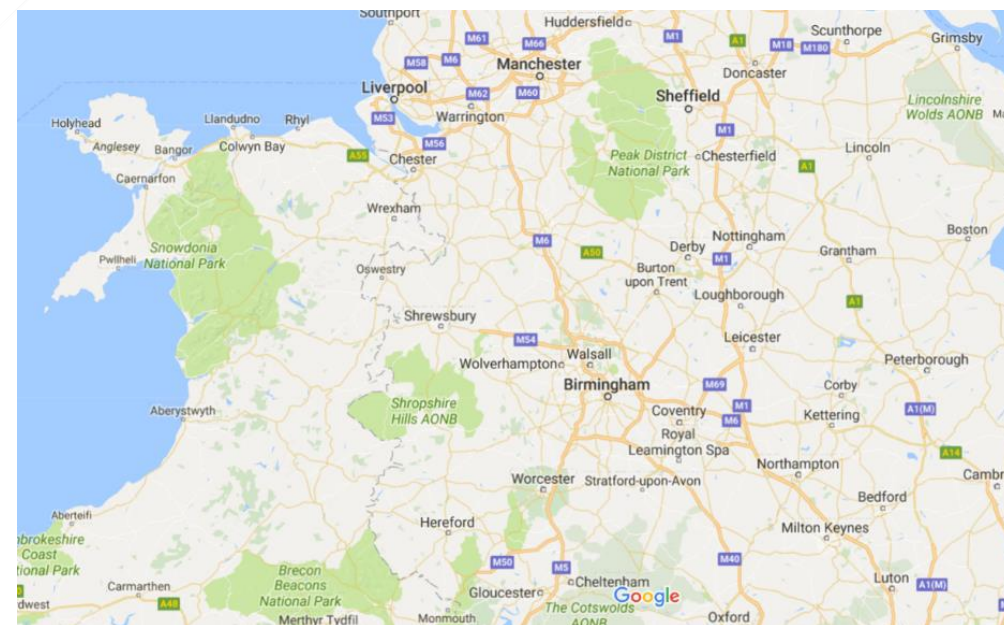 Southport
Huddersfield
M61
M66
M1
A1
M18
M180
Scunthorpe
Grimsby
M58
M6
Manchester
Doncaster
Liverpool
M62
M60
Sheffield
Lincolnshire
Wolds AONB
M53
Warrington
M1
Holyhead
Llandudno
Rhyl
Anglesey
Bangor
Colwyn Bay
A55
M56
Chester
Peak District
National Park
Chesterfield
A1
Lincoln
Caernarfon
Wrexham
Snowdonia
National Park
M6
A50
Derby
Nottingham
Grantham
Boston
Pwllheli
Oswestry
Burton
upon Trent
M1
Loughborough
A1
Shrewsbury
M54
Leicester
Wolverhampton
Walsall
Peterborough
Birmingham
M69
Corby
Shropshire
Hills AONB
Aberystwyth
Coventry
M1
M6
Kettering
A1(M)
Royal
Leamington Spa
A14
Worcester
Stratford-upon-Avon
Northampton
Cambr
Bedford
Aberteifi
Hereford
Milton Keynes
mbrokeshire
Coast
tional Park
Brecon
Beacons
National Park
M50
M5
M40
Carmarthen
Cheltenham
Luton
A1(M)
rdwest
A48
Gloucester
Google
Merthyr Tydfil
Monmouth
The Cotswolds
AONB
Oxford